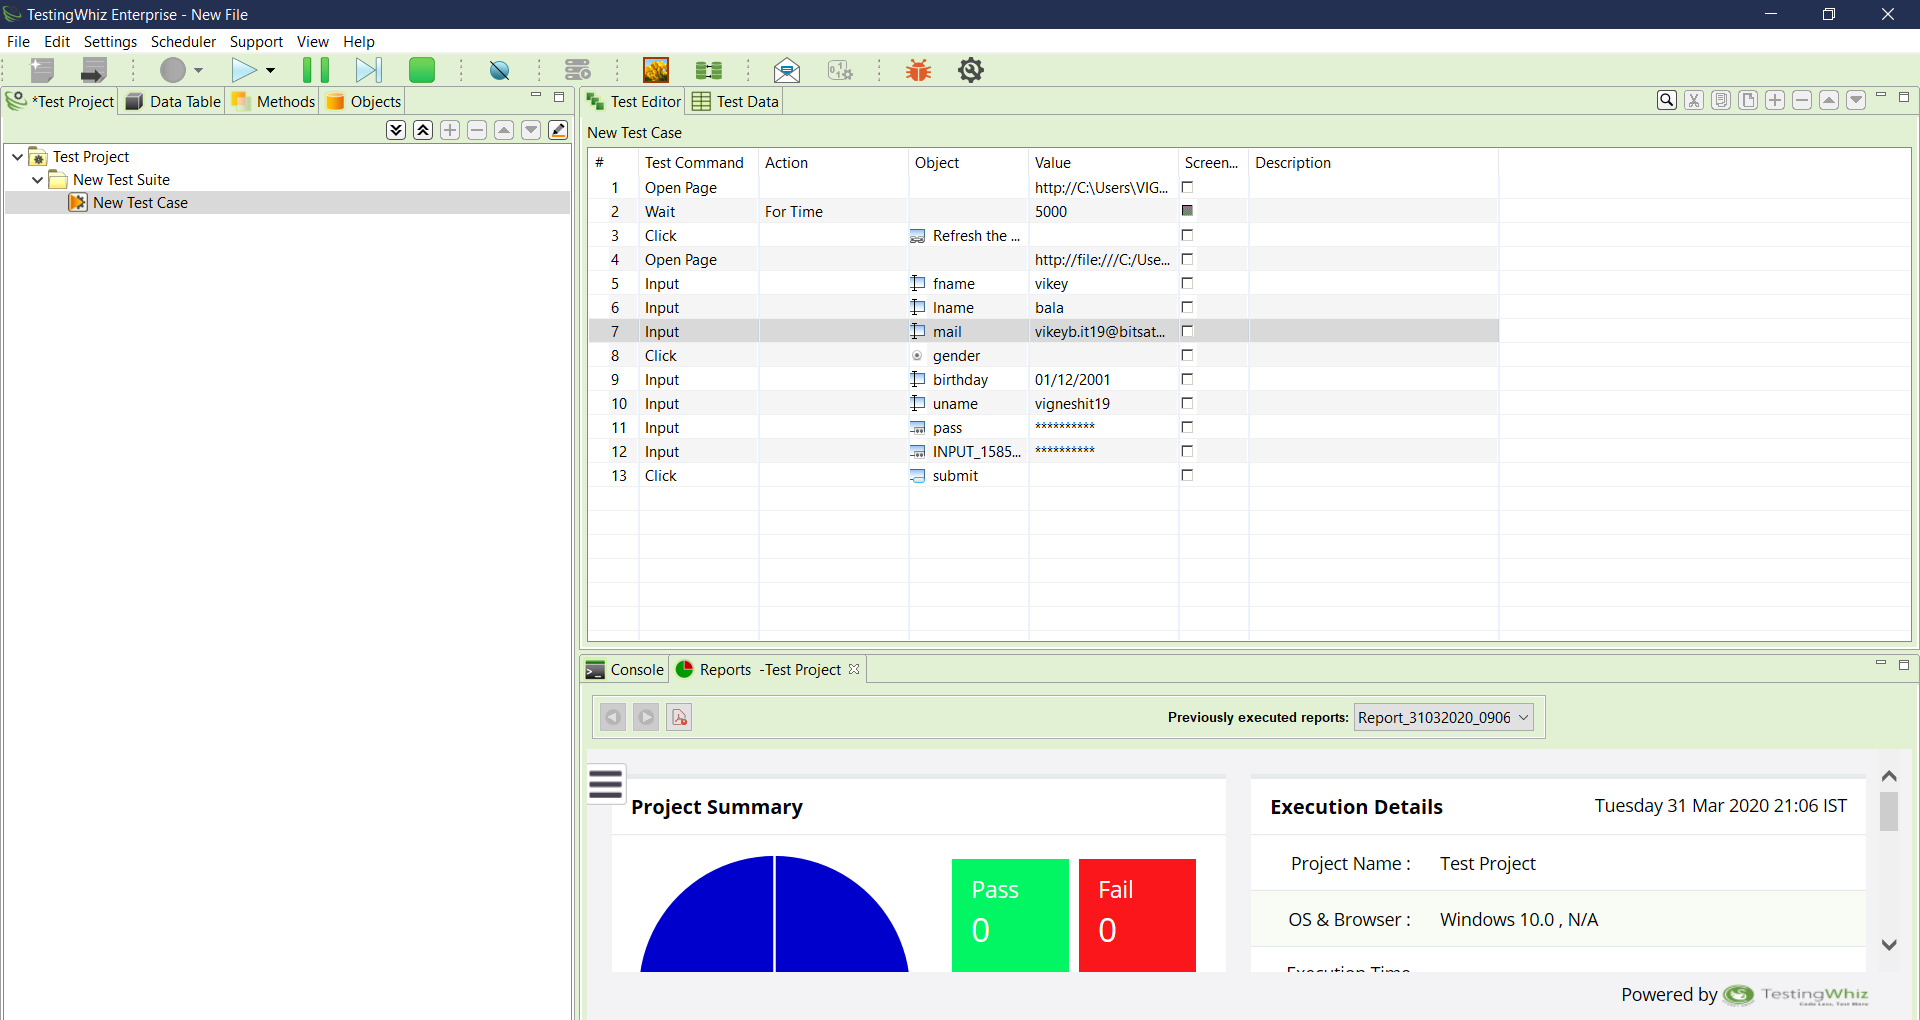 TestingWhiz Enterprise - New File
File Edit Settings Scheduler Support View Help
*Test Project Data Table Methods Objects
Test Editor Test Data
Test Project
New Test Suite
New Test Case
New Test Case
# Test Command Action Object Value Screen... Description
1 Open Page http://C:\Users\VIG...
2 Wait For Time 5000
3 Click Refresh the ...
4 Open Page http://file:///C:/Use...
5 Input fname vikey
6 Input lname bala
7 Input mail vikeyb.it19@bitsat...
8 Click gender
9 Input birthday 01/12/2001
10 Input uname vigneshit19
11 Input pass **********
12 Input INPUT_1585... **********
13 Click submit
Console Reports -Test Project
Previously executed reports: Report_31032020_0906
Project Summary
Pass
0
Fail
0
Execution Details Tuesday 31 Mar 2020 21:06 IST
Project Name : Test Project
OS & Browser : Windows 10.0 , N/A
Execution Time
Powered by TestingWhiz
Code Less, Test More